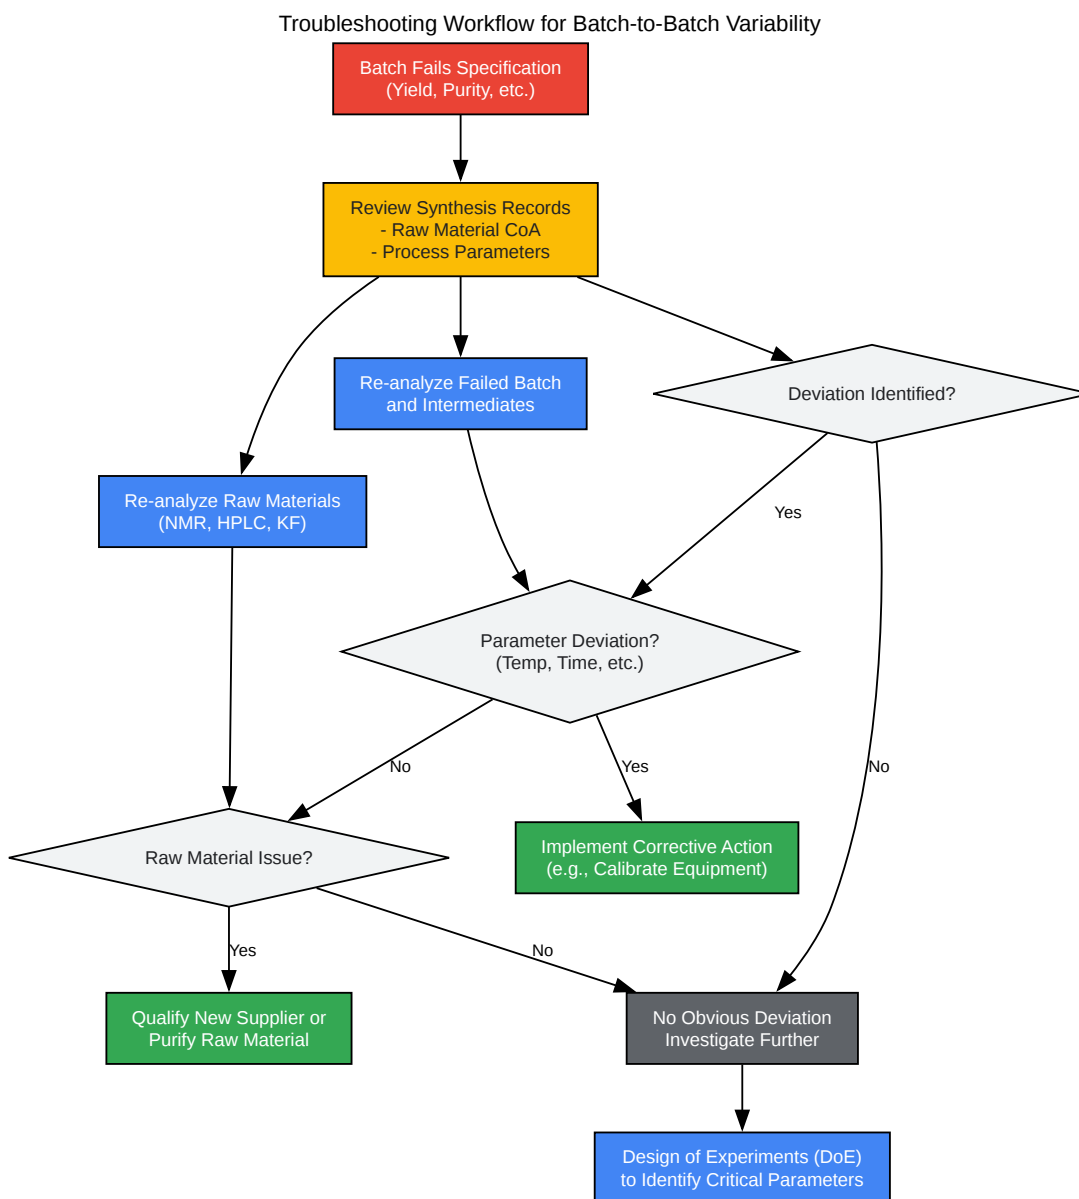 Troubleshooting Workflow for Batch-to-Batch Variability
Batch Fails Specification
(Yield, Purity, etc.)
Review Synthesis Records
- Raw Material CoA
- Process Parameters
Re-analyze Failed Batch
and Intermediates
Deviation Identified?
Re-analyze Raw Materials
(NMR, HPLC, KF)
Yes
Parameter Deviation?
(Temp, Time, etc.)
No
Yes
No
Raw Material Issue?
Implement Corrective Action
(e.g., Calibrate Equipment)
Yes
No
Qualify New Supplier or
Purify Raw Material
No Obvious Deviation
Investigate Further
Design of Experiments (DoE)
to Identify Critical Parameters